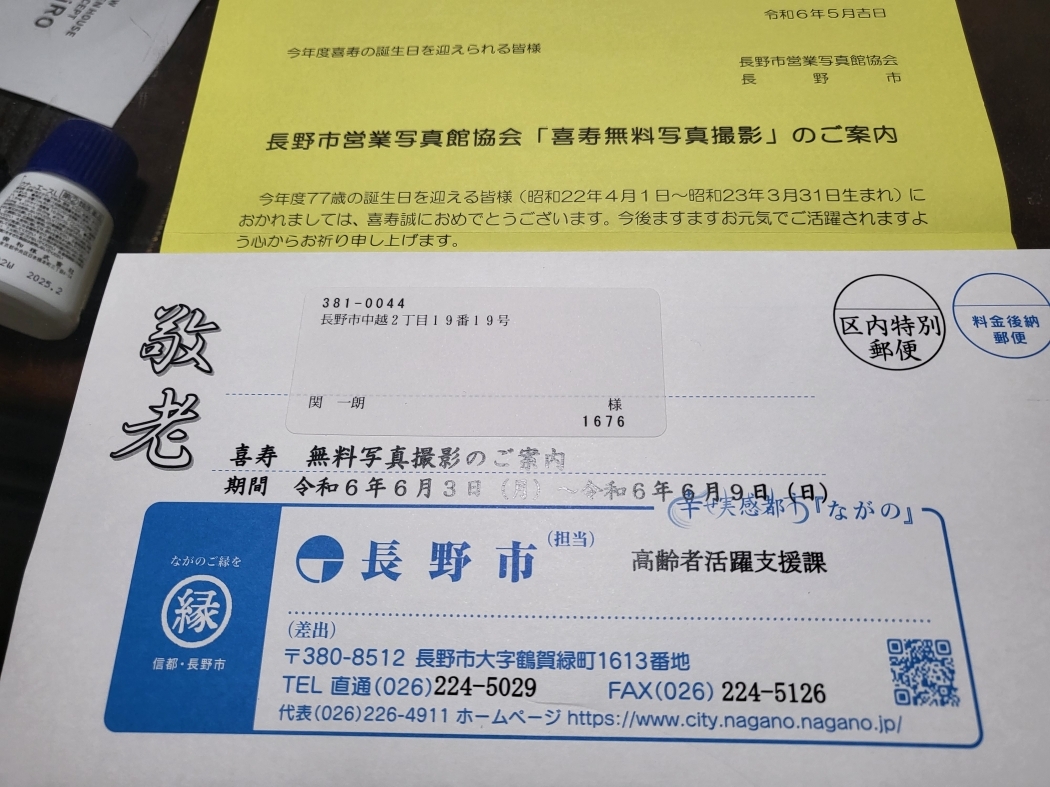 令和6年5月吉日
今年度喜寿の誕生日を迎えられる皆様
長野市営業写真館協会
長野市
長野市営業写真館協会「喜寿無料写真撮影」のご案内
今年度77歳の誕生日を迎える皆様（昭和22年4月1日～昭和23年3月31日生まれ）に
おかれましては、喜寿誠におめでとうございます。今後ますますお元気でご活躍されますよ
う心からお祈り申し上げます。
2025.2
敬老
381-0044
長野市中越2丁目19番19号
関 一朗 様
1676
区内特別
郵便
料金後納
郵便
喜寿 無料写真撮影のご案内
期間 令和6年6月3日（月）～令和6年6月9日（日）
幸せ実感都市『ながの』
ながのご縁を
縁
信都・長野市
長野市
（担当）
高齢者活躍支援課
（差出）
〒380-8512 長野市大字鶴賀緑町1613番地
TEL 直通(026)224-5029 FAX(026)224-5126
代表(026)226-4911 ホームページ https://www.city.nagano.nagano.jp/